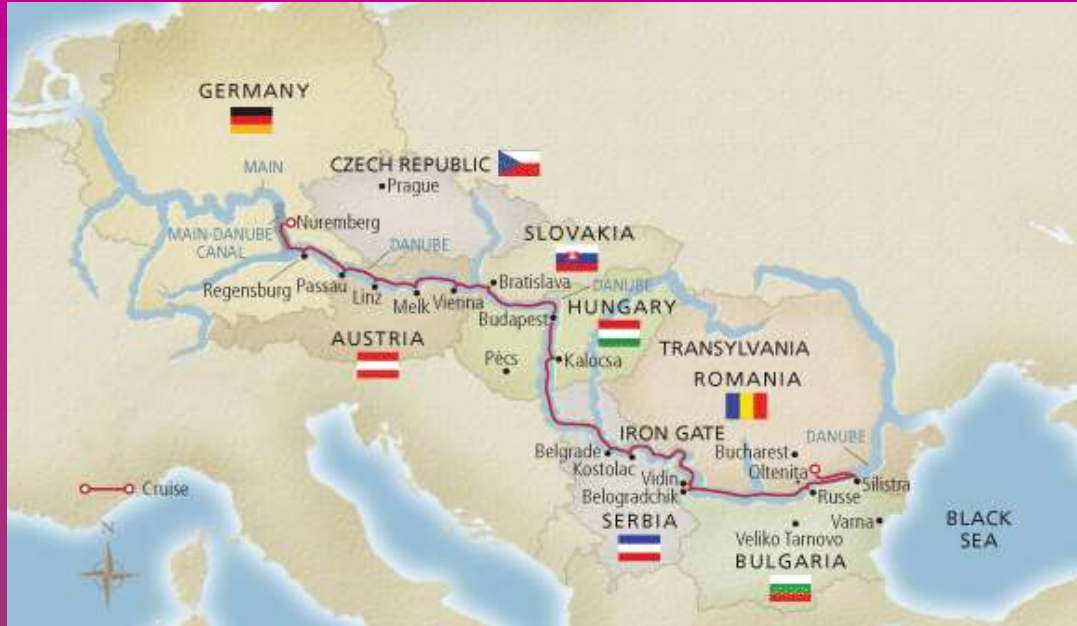 GERMANY
CZECH REPUBLIC
Prague
MAIN
Nuremberg
MAIN-DANUBE
CANAL
DANUBE
SLOVAKIA
Regensburg
Passau
Linz
Melk
Vienna
Bratislava
DANUBE
HUNGARY
Budapest
AUSTRIA
Pècs
Kalocsa
TRANSYLVANIA
ROMANIA
IRON GATE
Belgrade
Kostolac
Bucharest
DANUBE
Oltenița
Vidin
Belogradchik
Russe
Silistra
Cruise
N
SERBIA
Varna
Veliko Tarnovo
BULGARIA
BLACK
SEA